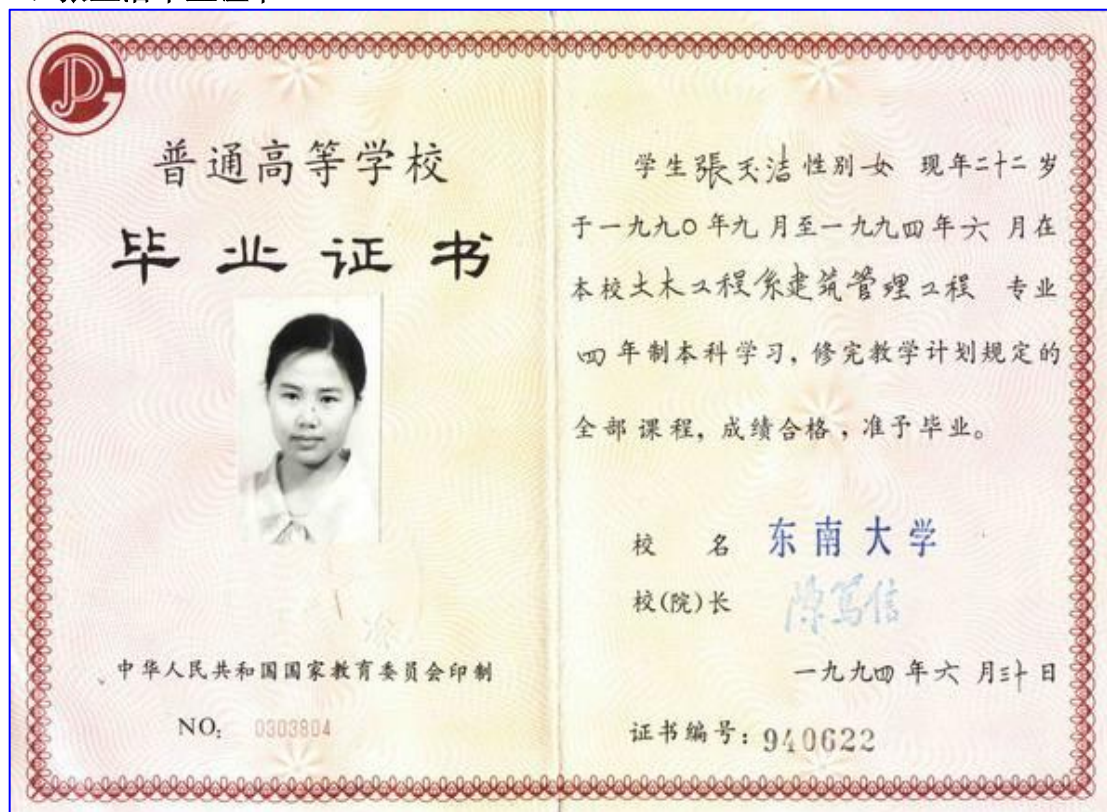 普通高等学校
毕业证书
中华人民共和国国家教育委员会印制
NO: 0303804
学生張玉洁性别女 现年二十二岁
于一九九〇年九月至一九九四年六月在
本校土木工程系建筑管理工程 专业
四年制本科学习，修完教学计划规定的
全部课程，成绩合格，准予毕业。
校 名 东南大学
校(院)长 陈笃信
一九九四年六月三十日
证书编号：940622